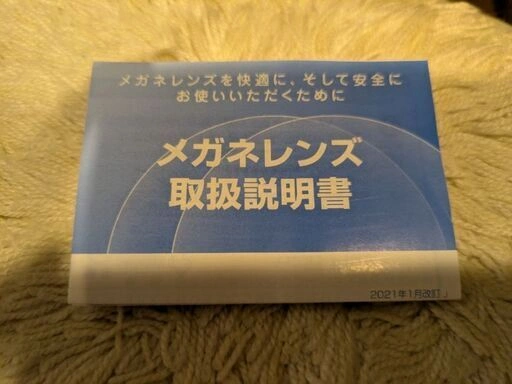 メガネレンズを快適に、そして安全に
お使いいただくために
メガネレンズ
取扱説明書
2021年1月改訂 J